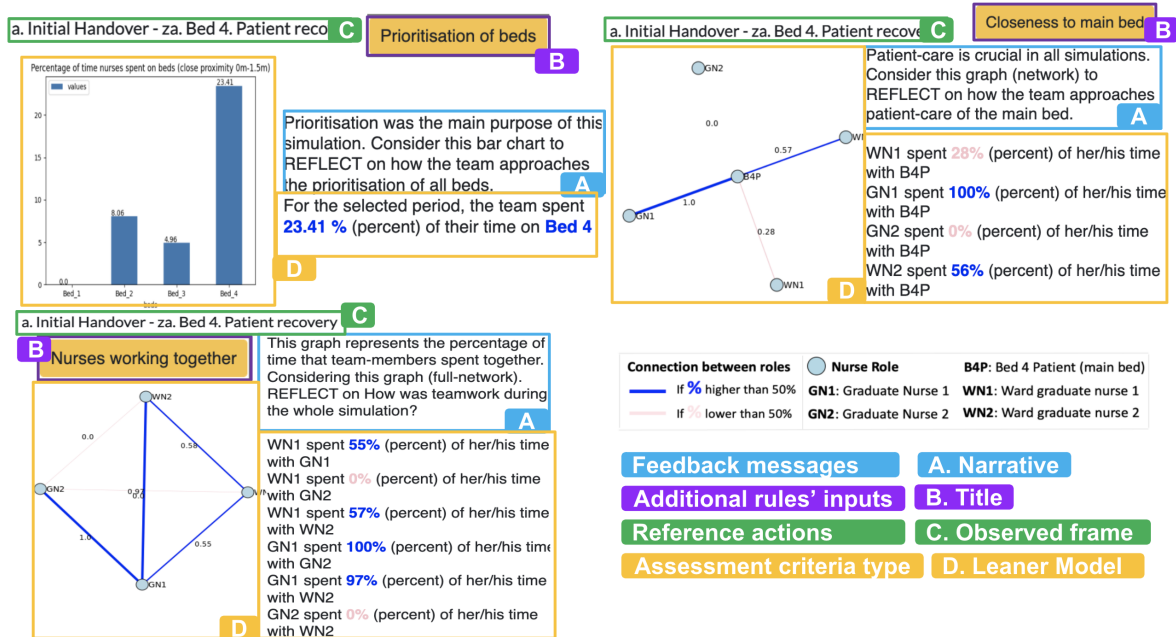 a. Initial Handover - za. Bed 4. Patient reco
C
Prioritisation of beds
B
Percentage of time nurses spent on beds (close proximity 0m-1.5m)
values
23.41
20
15
10
5
0
8.06
4.96
0.0
Bed_1
Bed_2
Bed_3
Bed_4
beds
Prioritisation was the main purpose of this
simulation. Consider this bar chart to
REFLECT on how the team approaches
the prioritisation of all beds.
A
For the selected period, the team spent
23.41 % (percent) of their time on Bed 4
D
a. Initial Handover - za. Bed 4. Patient recove
C
Closeness to main bed
B
GN2
0.0
0.57
W
B4P
1.0
GN1
0.28
WN1
D
Patient-care is crucial in all simulations.
Consider this graph (network) to
REFLECT on how the team approaches
patient-care of the main bed.
A
WN1 spent 28% (percent) of her/his time
with B4P
GN1 spent 100% (percent) of her/his time
with B4P
GN2 spent 0% (percent) of her/his time
with B4P
WN2 spent 56% (percent) of her/his time
with B4P
a. Initial Handover - za. Bed 4. Patient recovery
C
B
Nurses working together
WN2
0.0
0.58
GN2
0.97
0.0
W
1.0
0.55
GN1
D
This graph represents the percentage of
time that team-members spent together.
Considering this graph (full-network).
REFLECT on How was teamwork during
the whole simulation?
A
WN1 spent 55% (percent) of her/his time
with GN1
WN1 spent 0% (percent) of her/his time
with GN2
WN1 spent 57% (percent) of her/his time
with WN2
GN1 spent 100% (percent) of her/his time
with GN2
GN1 spent 97% (percent) of her/his time
with WN2
GN2 spent 0% (percent) of her/his time
with WN2
Connection between roles
If % higher than 50%
If % lower than 50%
Nurse Role
GN1: Graduate Nurse 1
GN2: Graduate Nurse 2
B4P: Bed 4 Patient (main bed)
WN1: Ward graduate nurse 1
WN2: Ward graduate nurse 2
Feedback messages
A. Narrative
Additional rules' inputs
B. Title
Reference actions
C. Observed frame
Assessment criteria type
D. Leaner Model